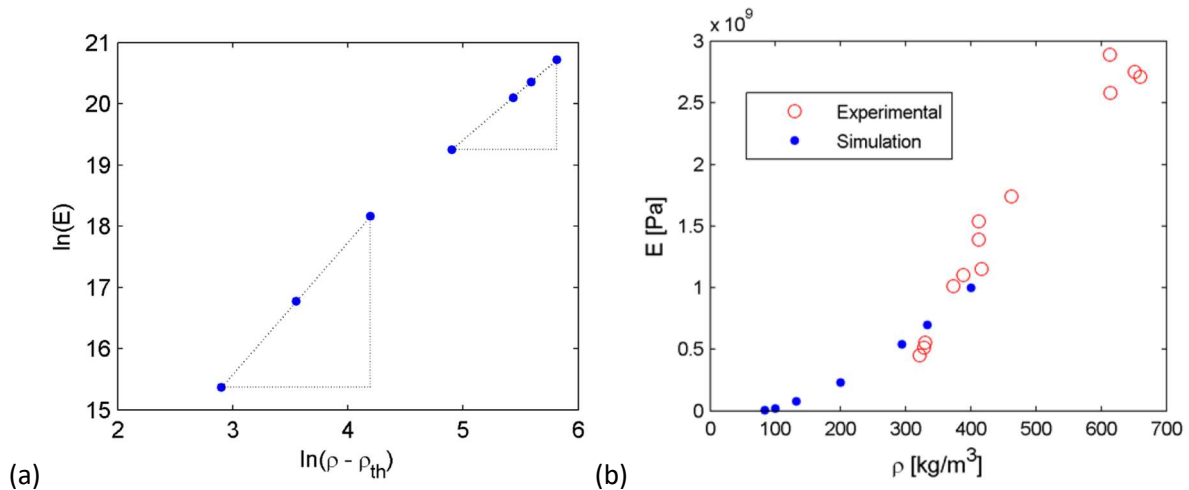 (a)
ln(E)
21
20
19
18
17
16
15
2 3 4 5 6
ln(ρ - ρth)
(b)
x 10⁹
E [Pa]
3
2.5
2
1.5
1
0.5
0
Experimental
Simulation
0 100 200 300 400 500 600 700
ρ [kg/m³]